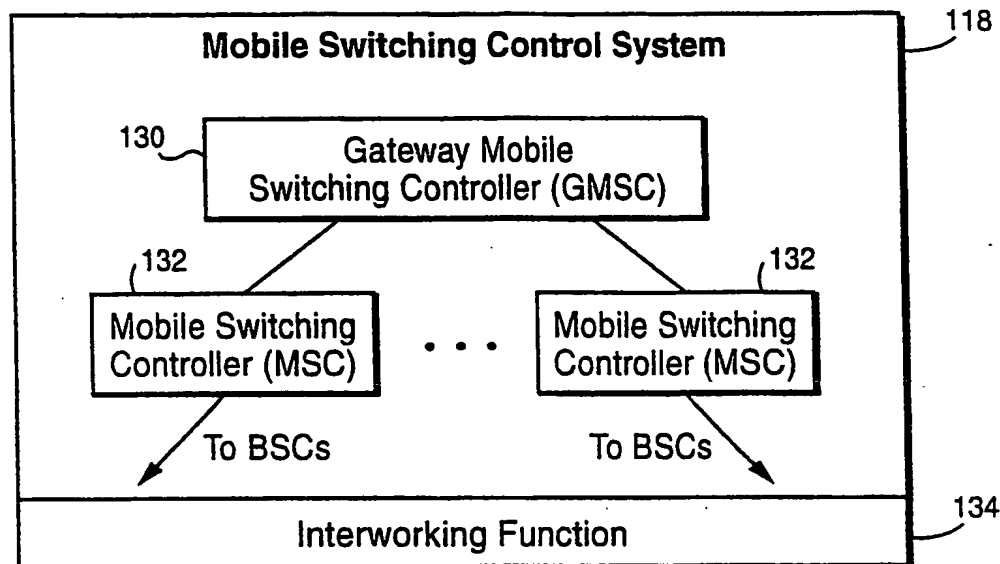 Mobile Switching Control System
118
130
Gateway Mobile
Switching Controller (GMSC)
132
132
Mobile Switching
Controller (MSC)
. . .
Mobile Switching
Controller (MSC)
To BSCs
To BSCs
Interworking Function
134